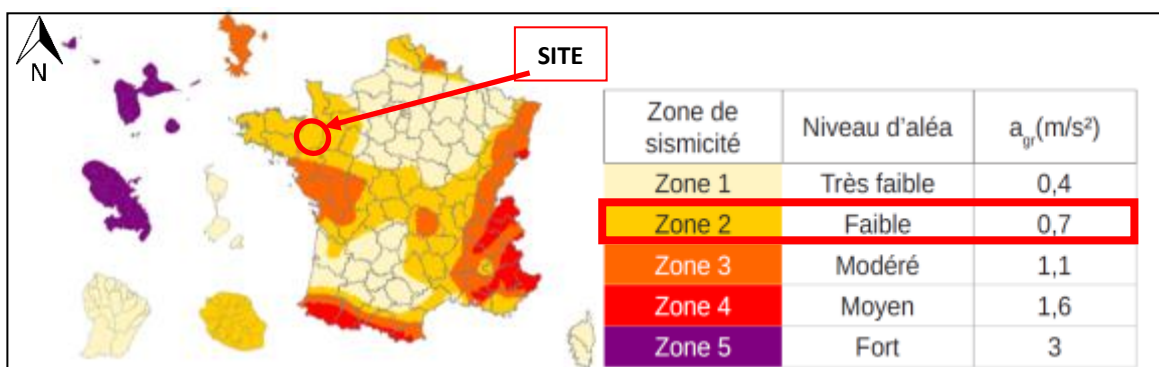 N
SITE
Zone de sismicité Niveau d'aléa a_gr(m/s²)
Zone 1 Très faible 0,4
Zone 2 Faible 0,7
Zone 3 Modéré 1,1
Zone 4 Moyen 1,6
Zone 5 Fort 3